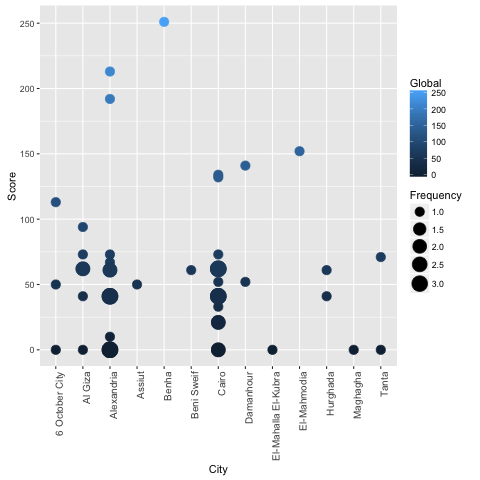 Score
250
200
150
100
50
0
6 October City
Al Giza
Alexandria
Assiut
Benha
Beni Sweif
Cairo
Damanhour
El-Mahalla El-Kubra
El-Mahmodia
Hurghada
Maghagha
Tanta
City
Global
250
200
150
100
50
0
Frequency
1.0
1.5
2.0
2.5
3.0